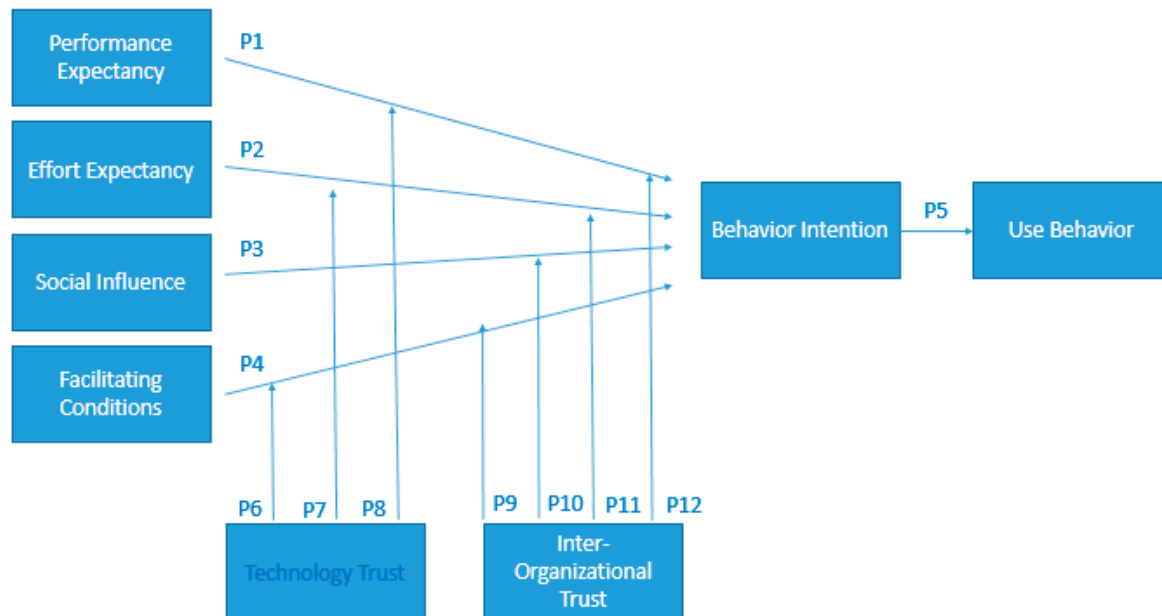 Performance
Expectancy
P1
Effort Expectancy
P2
Social Influence
P3
Facilitating
Conditions
P4
Behavior Intention
P5
Use Behavior
P6
P7
P8
P9
P10
P11
P12
Technology Trust
Inter-
Organizational
Trust